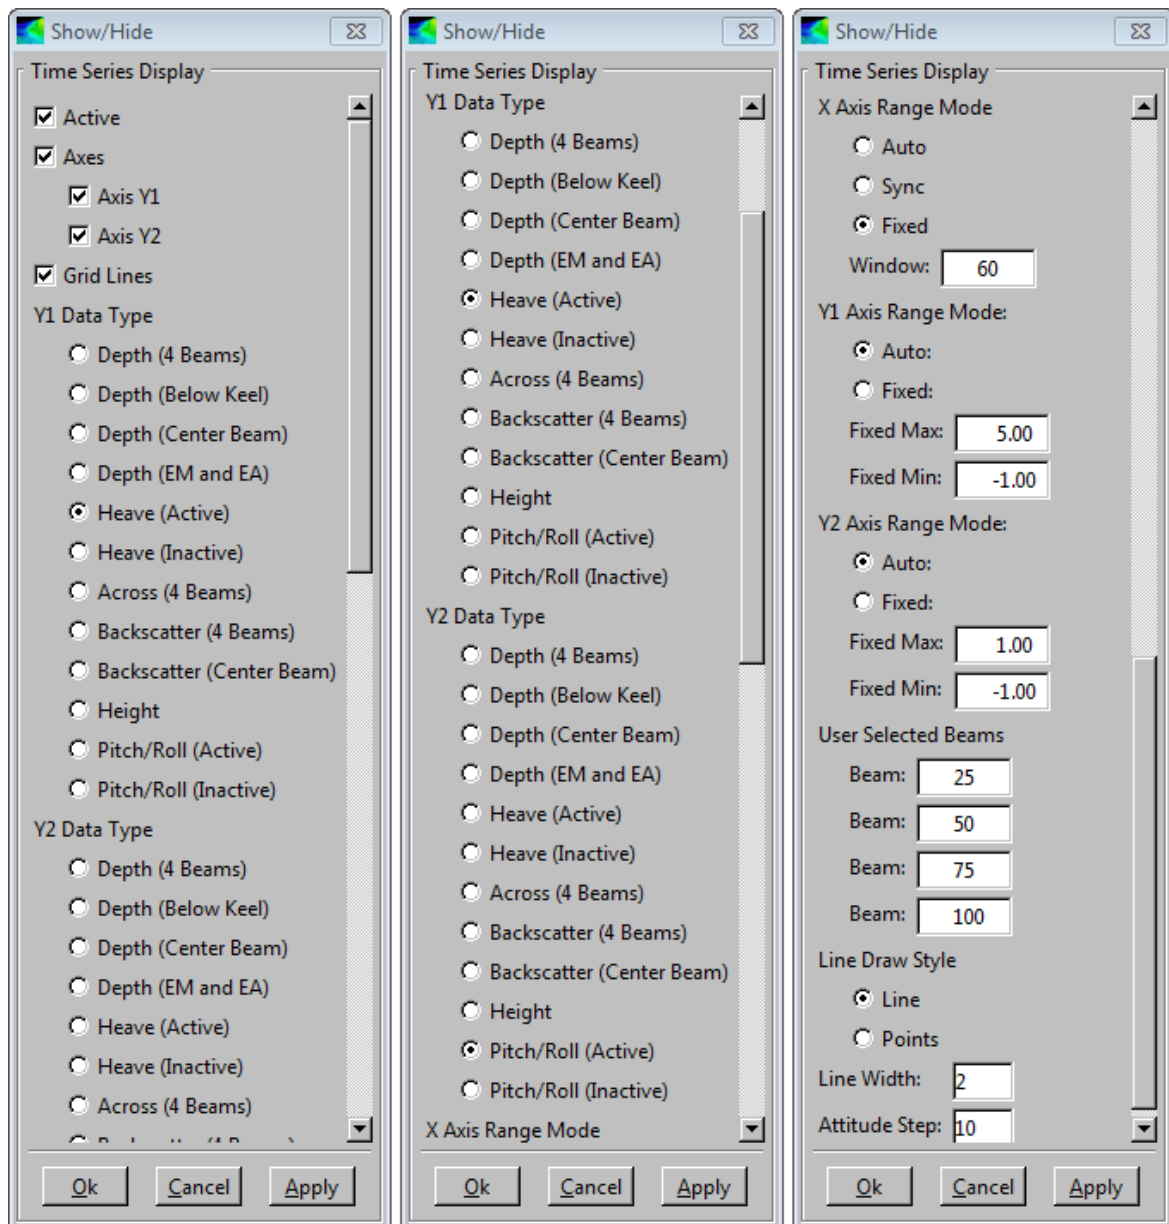 Show/Hide
Time Series Display
Active
Axes
Axis Y1
Axis Y2
Grid Lines
Y1 Data Type
Depth (4 Beams)
Depth (Below Keel)
Depth (Center Beam)
Depth (EM and EA)
Heave (Active)
Heave (Inactive)
Across (4 Beams)
Backscatter (4 Beams)
Backscatter (Center Beam)
Height
Pitch/Roll (Active)
Pitch/Roll (Inactive)
Y2 Data Type
Depth (4 Beams)
Depth (Below Keel)
Depth (Center Beam)
Depth (EM and EA)
Heave (Active)
Heave (Inactive)
Across (4 Beams)
Ok Cancel Apply
Show/Hide
Time Series Display
Y1 Data Type
Depth (4 Beams)
Depth (Below Keel)
Depth (Center Beam)
Depth (EM and EA)
Heave (Active)
Heave (Inactive)
Across (4 Beams)
Backscatter (4 Beams)
Backscatter (Center Beam)
Height
Pitch/Roll (Active)
Pitch/Roll (Inactive)
Y2 Data Type
Depth (4 Beams)
Depth (Below Keel)
Depth (Center Beam)
Depth (EM and EA)
Heave (Active)
Heave (Inactive)
Across (4 Beams)
Backscatter (4 Beams)
Backscatter (Center Beam)
Height
Pitch/Roll (Active)
Pitch/Roll (Inactive)
X Axis Range Mode
Ok Cancel Apply
Show/Hide
Time Series Display
X Axis Range Mode
Auto
Sync
Fixed
Window: 60
Y1 Axis Range Mode:
Auto:
Fixed:
Fixed Max: 5.00
Fixed Min: -1.00
Y2 Axis Range Mode:
Auto:
Fixed:
Fixed Max: 1.00
Fixed Min: -1.00
User Selected Beams
Beam: 25
Beam: 50
Beam: 75
Beam: 100
Line Draw Style
Line
Points
Line Width: 2
Attitude Step: 10
Ok Cancel Apply